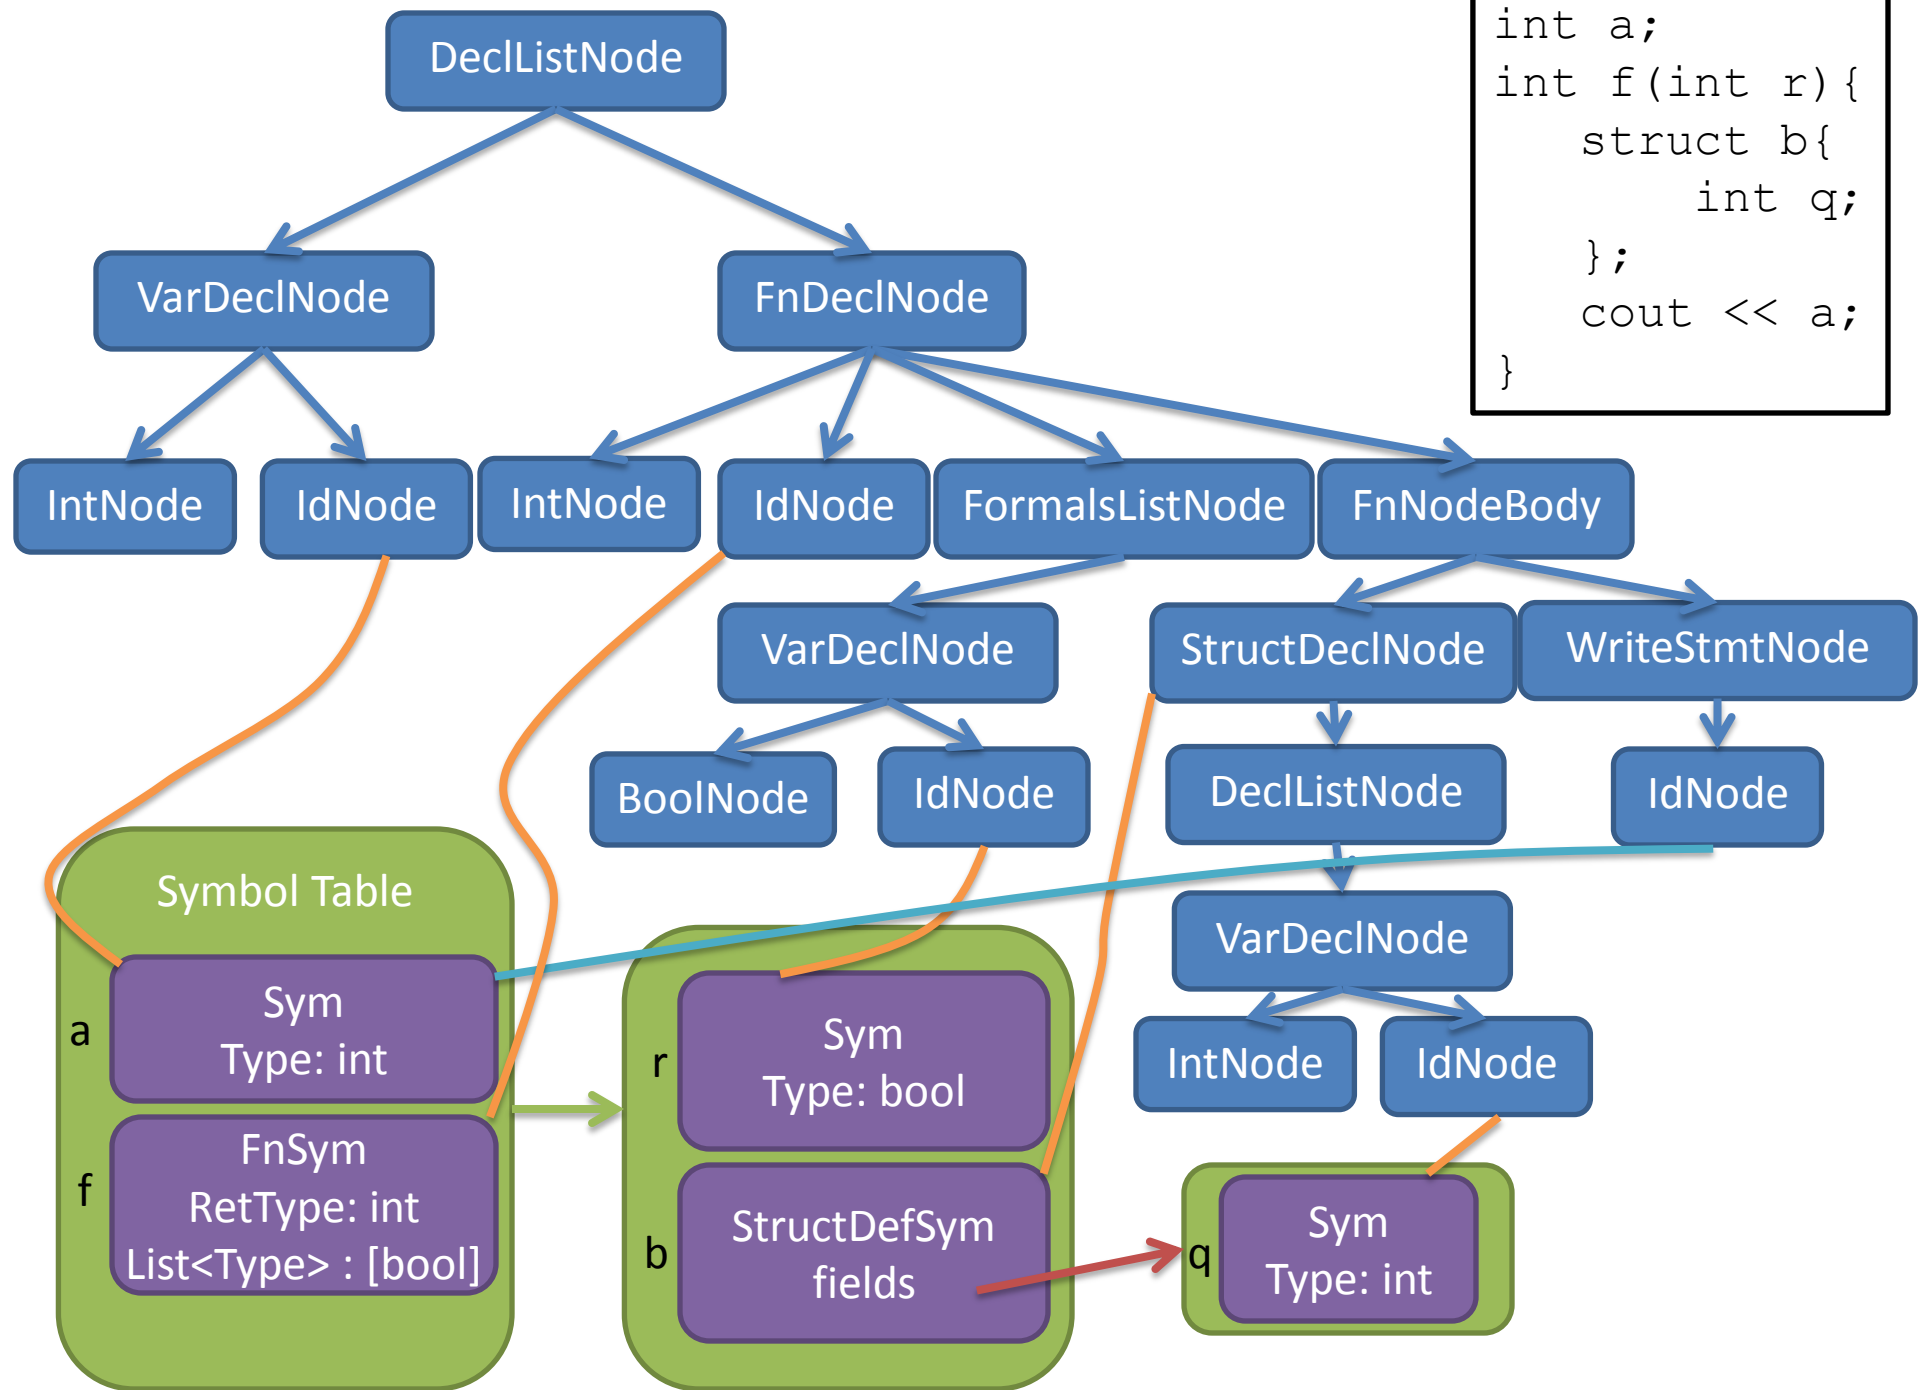 DeclListNode
int a;
int f(int r){
struct b{
int q;
};
cout << a;
}
VarDeclNode
FnDeclNode
IntNode
IdNode
IntNode
IdNode
FormalsListNode
FnNodeBody
VarDeclNode
StructDeclNode
WriteStmtNode
BoolNode
IdNode
DeclListNode
IdNode
VarDeclNode
IntNode
IdNode
Symbol Table
a
Sym
Type: int
f
FnSym
RetType: int
List<Type> : [bool]
r
Sym
Type: bool
b
StructDefSym
fields
q
Sym
Type: int